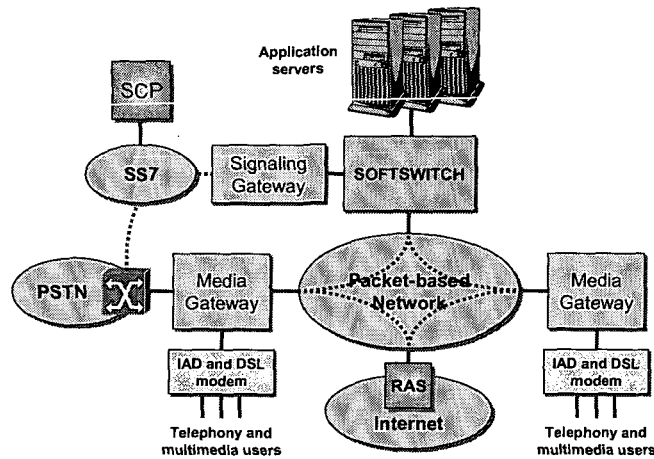 Application
servers
SCP
SS7
Signaling
Gateway
SOFTSWITCH
PSTN
Media
Gateway
Packet-based
Network
Media
Gateway
IAD and DSL
modem
RAS
Internet
IAD and DSL
modem
Telephony and
multimedia users
Telephony and
multimedia users